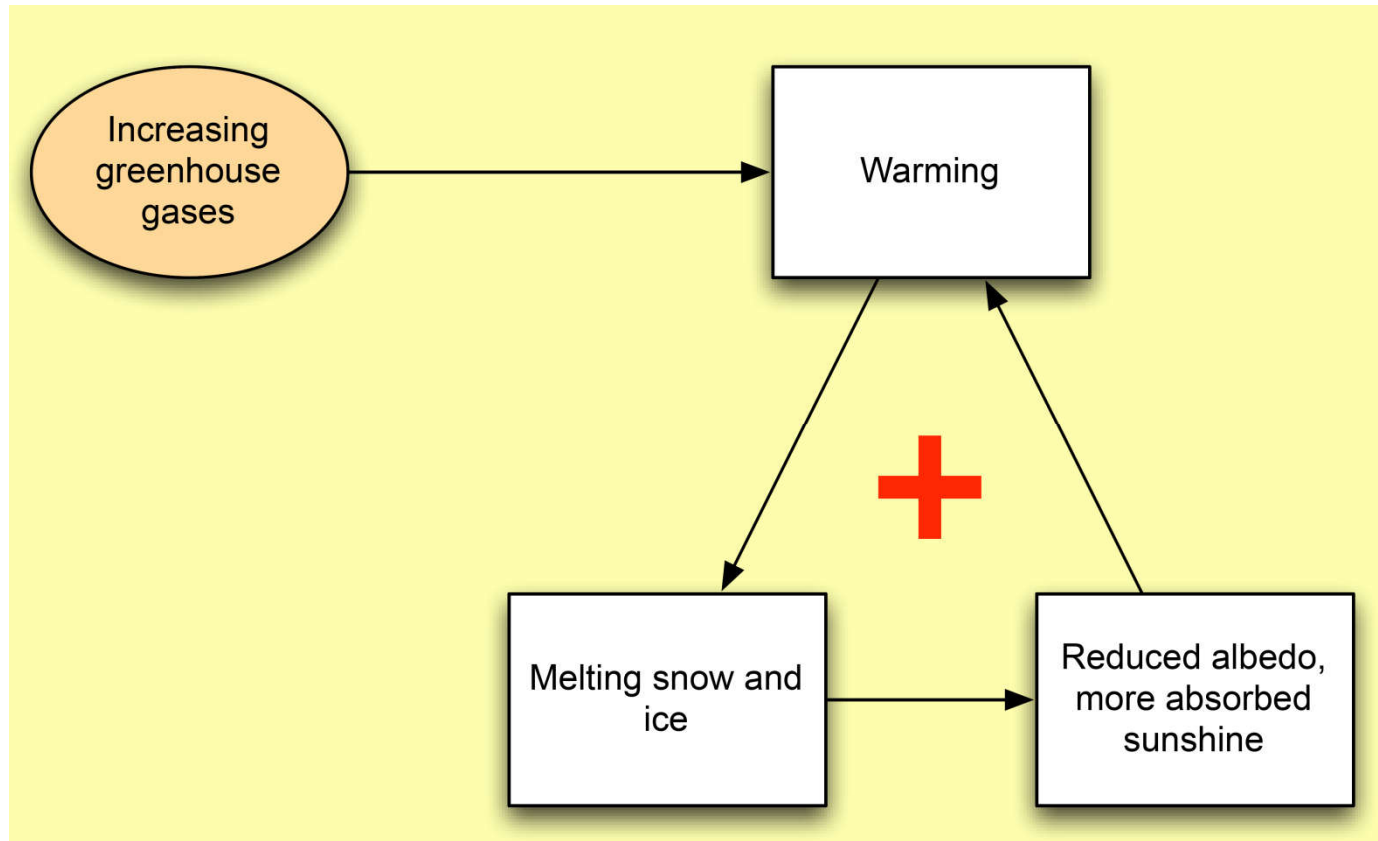 Increasing
greenhouse
gases
Warming
Melting snow and
ice
Reduced albedo,
more absorbed
sunshine